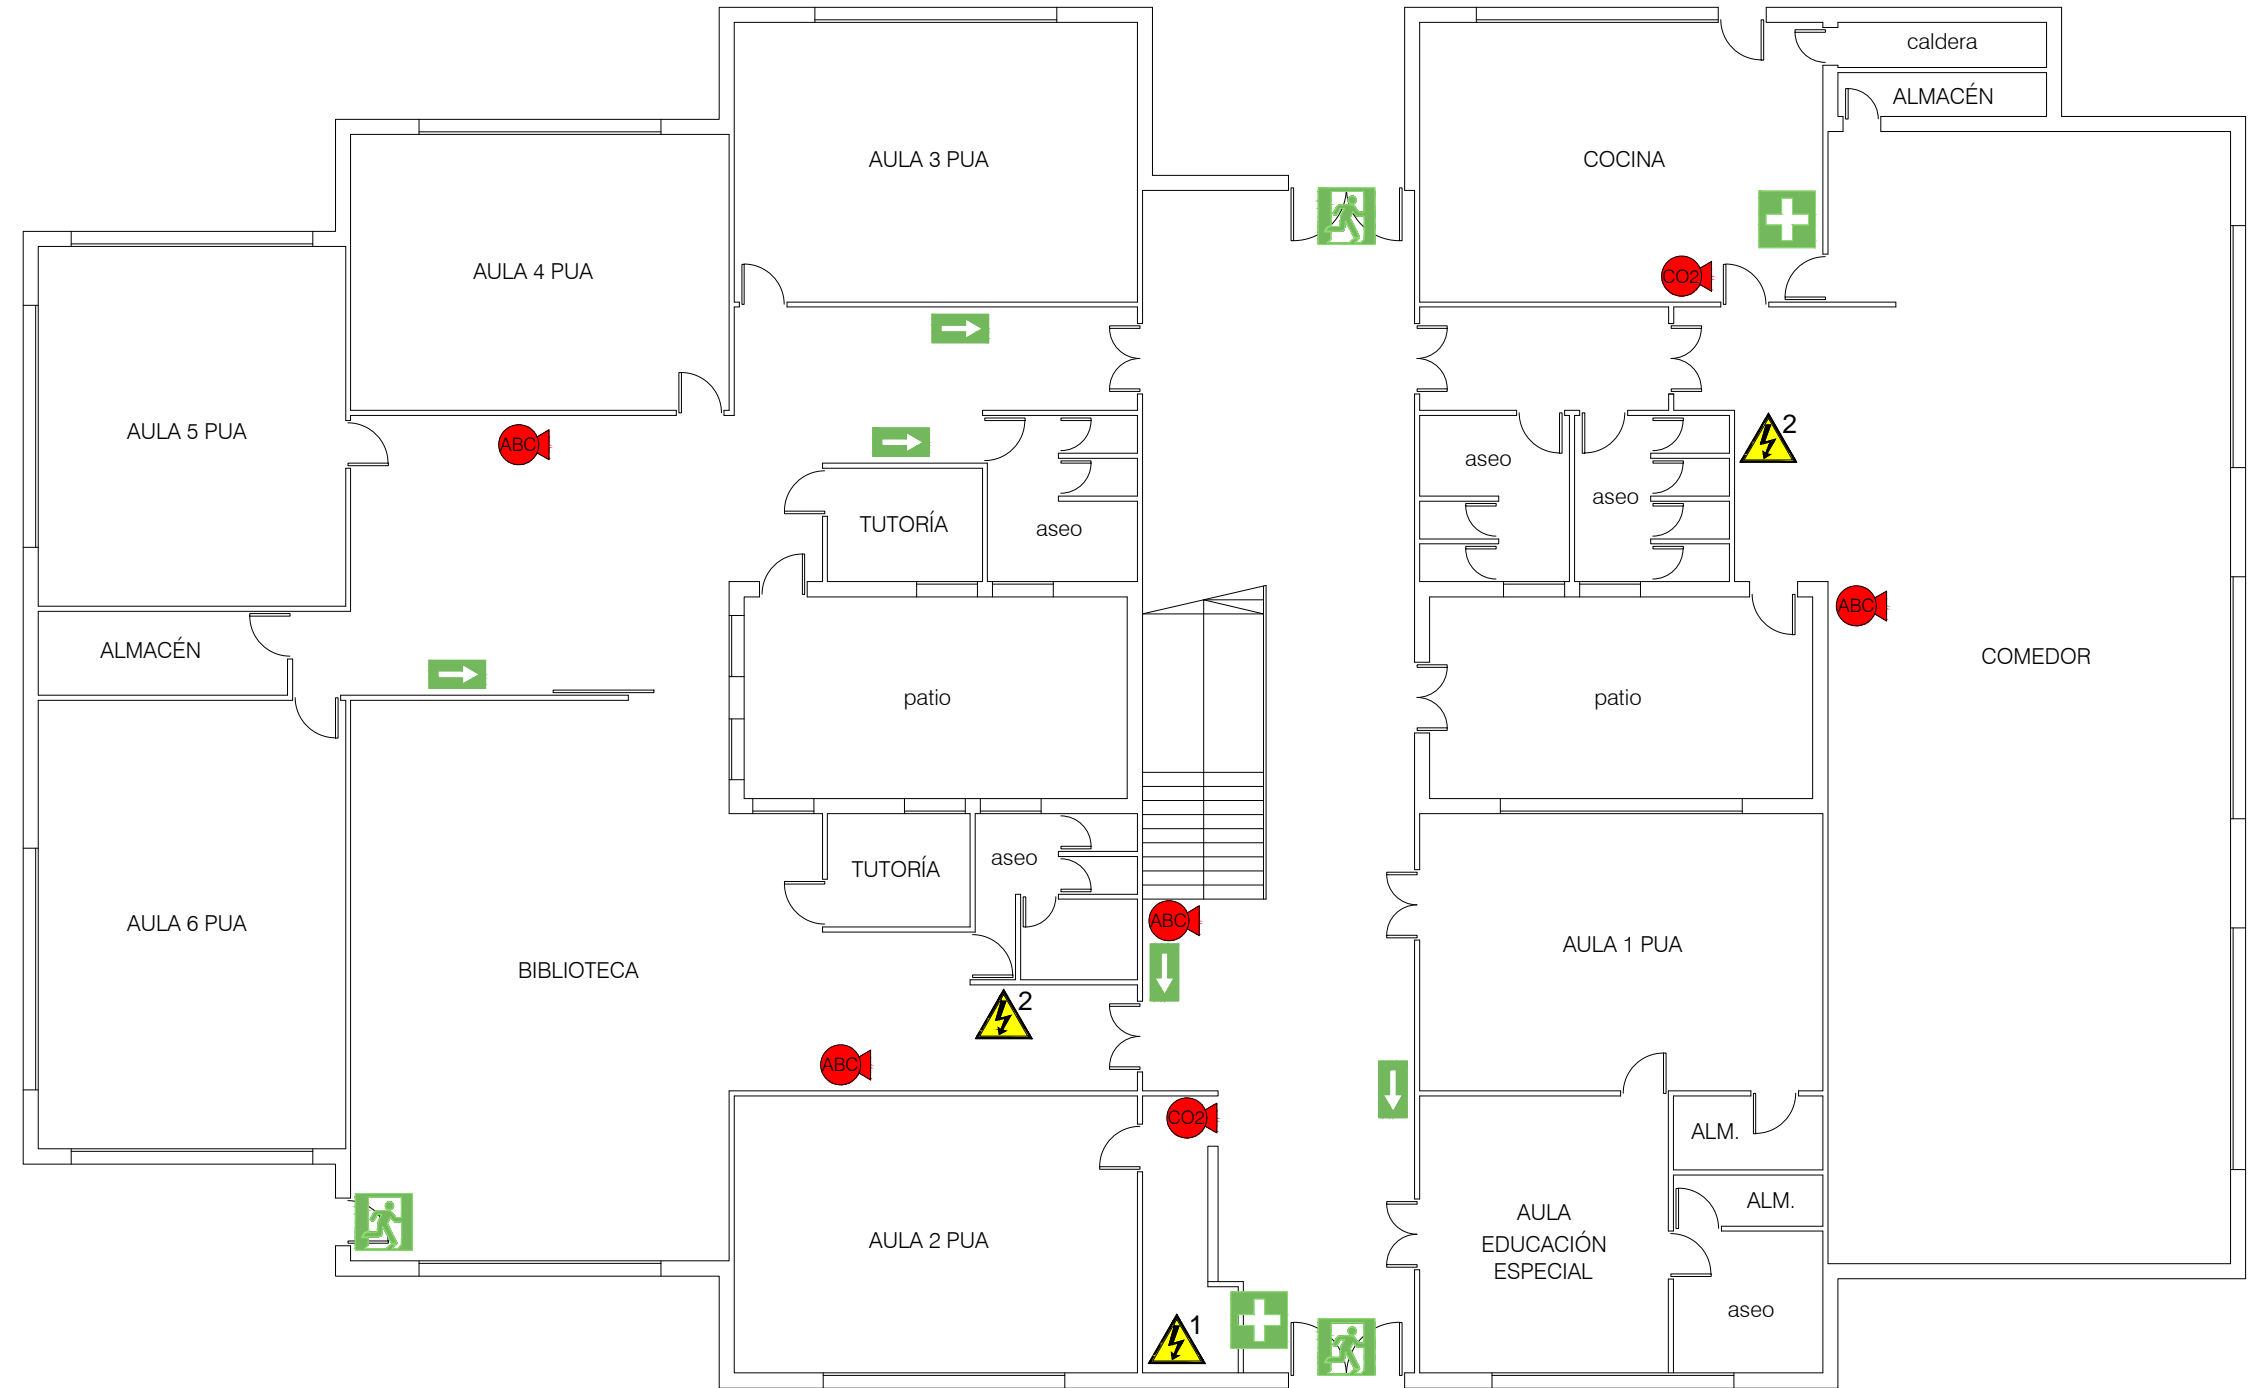 caldera
ALMACÉN
AULA 3 PUA
COCINA
AULA 4 PUA
CO2
AULA 5 PUA
ABC
2
aseo
aseo
TUTORÍA
aseo
ABC
ALMACÉN
COMEDOR
patio
patio
aseo
TUTORÍA
AULA 6 PUA
ABC
AULA 1 PUA
BIBLIOTECA
2
ABC
CO2
ALM.
ALM.
AULA
EDUCACIÓN
ESPECIAL
AULA 2 PUA
aseo
1